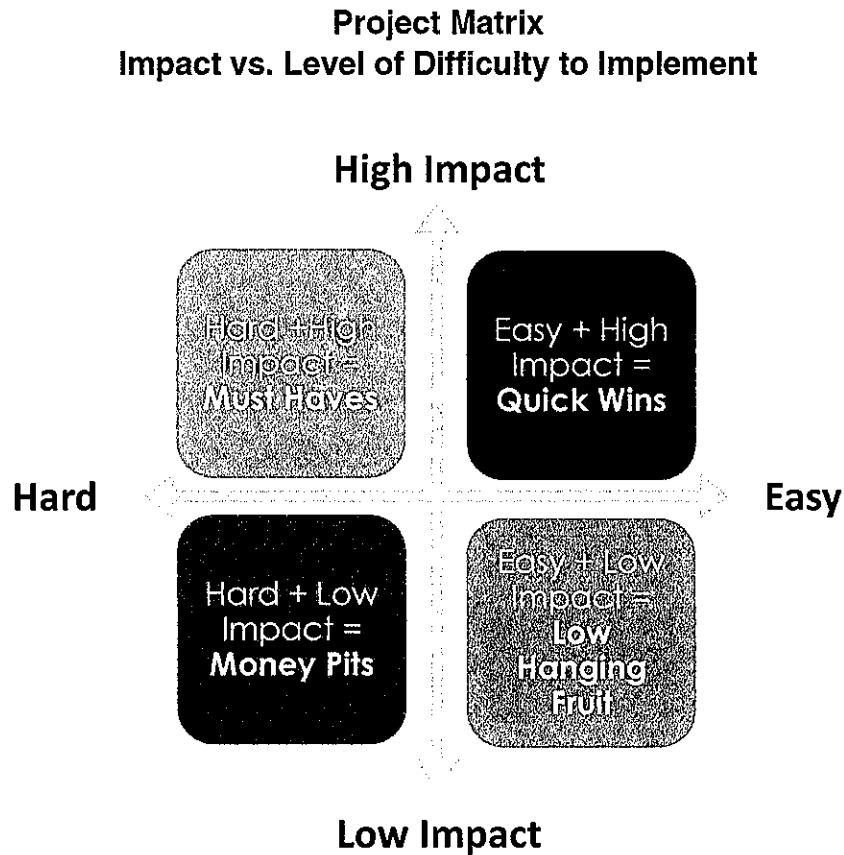 Project Matrix
Impact vs. Level of Difficulty to Implement
High Impact
Hard +High
Impact =
Must Haves
Easy + High
Impact =
Quick Wins
Hard
Easy
Hard + Low
Impact =
Money Pits
Easy + Low
Impact =
Low
Hanging
Fruit
Low Impact